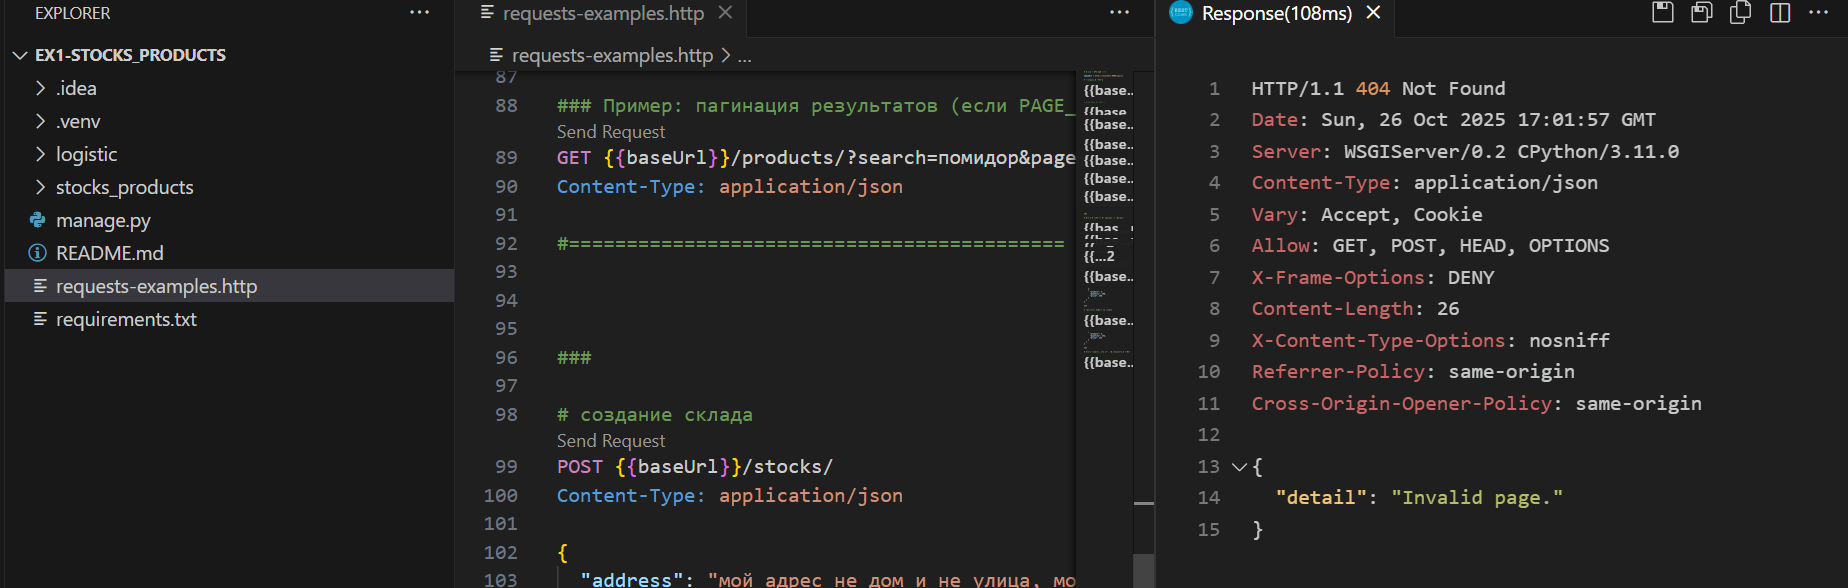 EXPLORER
EX1-STOCKS_PRODUCTS
.idea
.venv
logistic
stocks_products
manage.py
README.md
requests-examples.http
requirements.txt
requests-examples.http
requests-examples.http > ...
87
88 ### Пример: пагинация результатов (если PAGE_
Send Request
89 GET {{baseUrl}}/products/?search=помидор&page
90 Content-Type: application/json
91
92 #===========================================
93
94
95
96 ###
97
98 # создание склада
Send Request
99 POST {{baseUrl}}/stocks/
100 Content-Type: application/json
101
102 {
103 "address": "мой адрес не дом и не улица, мо
{{base...
{{base
{{base...
{{base...
{{base...
{{base...
{{base...
{{bas
{{...2
{{base...
{{base...
{{base...
Response(108ms)
1 HTTP/1.1 404 Not Found
2 Date: Sun, 26 Oct 2025 17:01:57 GMT
3 Server: WSGIServer/0.2 CPython/3.11.0
4 Content-Type: application/json
5 Vary: Accept, Cookie
6 Allow: GET, POST, HEAD, OPTIONS
7 X-Frame-Options: DENY
8 Content-Length: 26
9 X-Content-Type-Options: nosniff
10 Referrer-Policy: same-origin
11 Cross-Origin-Opener-Policy: same-origin
12
13 {
14 "detail": "Invalid page."
15 }